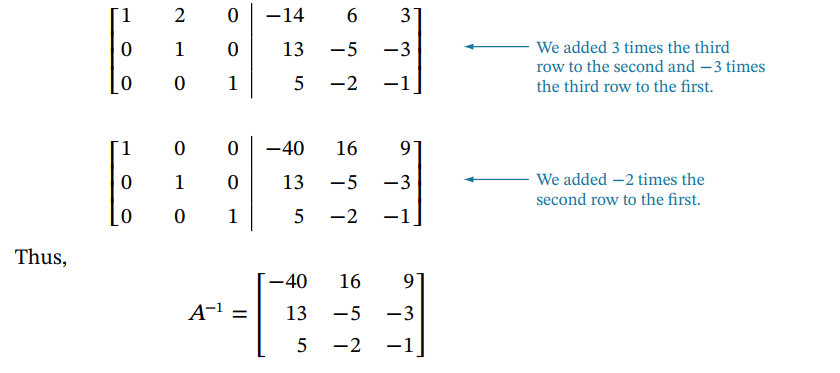 [1 2 0 | −14 6 3]
[0 1 0 | 13 −5 −3]
[0 0 1 | 5 −2 −1]
We added 3 times the third
row to the second and −3 times
the third row to the first.
[1 0 0 | −40 16 9]
[0 1 0 | 13 −5 −3]
[0 0 1 | 5 −2 −1]
We added −2 times the
second row to the first.
Thus,
[−40 16 9]
A⁻¹ = [13 −5 −3]
[5 −2 −1]